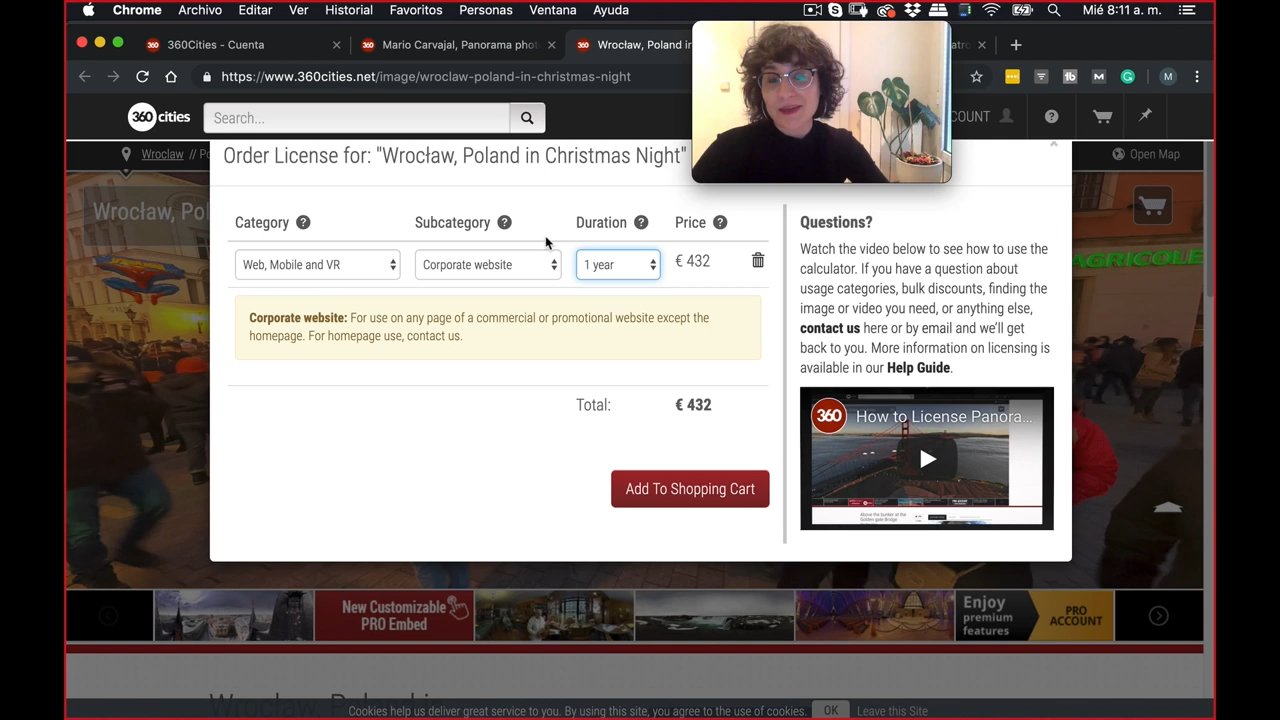 Chrome Archivo Editar Ver Historial Favoritos Personas Ventana Ayuda Mié 8:11 a. m.
360Cities - Cuenta
Mario Carvajal, Panorama phot
Wrocław, Poland in
https://www.360cities.net/image/wroclaw-poland-in-christmas-night
M
360cities
Search...
Order License for: "Wrocław, Poland in Christmas Night"
Wroclaw // Po
Open Map
Wrocław, Pol
AGRICOLE
Category ?
Subcategory ?
Duration ?
Price ?
Web, Mobile and VR
Corporate website
1 year
€ 432
Corporate website: For use on any page of a commercial or promotional website except the
homepage. For homepage use, contact us.
Total:
€ 432
Add To Shopping Cart
Questions?
Watch the video below to see how to use the
calculator. If you have a question about
usage categories, bulk discounts, finding the
image or video you need, or anything else,
contact us here or by email and we'll get
back to you. More information on licensing is
available in our Help Guide.
360 How to License Panora...
New Customizable
PRO Embed
Enjoy
premium
features
PRO
ACCOUNT
Cookies help us deliver great service to you. By using this site, you agree to the use of cookies.
OK
Leave this Site